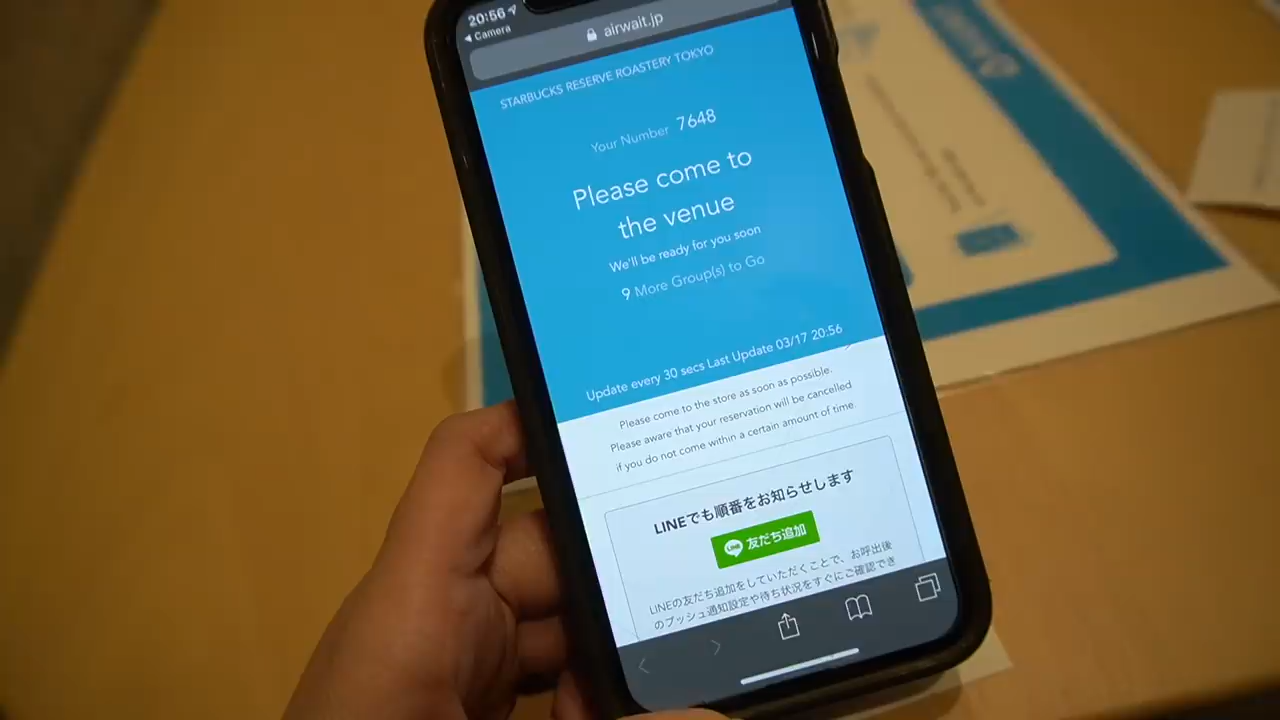 20:56
Camera
airwait.jp
STARBUCKS RESERVE ROASTERY TOKYO
Your Number 7648
Please come to
the venue
We'll be ready for you soon
9 More Group(s) to Go
Update every 30 secs Last Update 03/17 20:56
Please come to the store as soon as possible.
Please aware that your reservation will be cancelled
if you do not come within a certain amount of time.
LINEでも順番をお知らせします
LINE 友だち追加
LINEの友だち追加をしていただくことで、お呼出後
のプッシュ通知設定や待ち状況をすぐにご確認でき